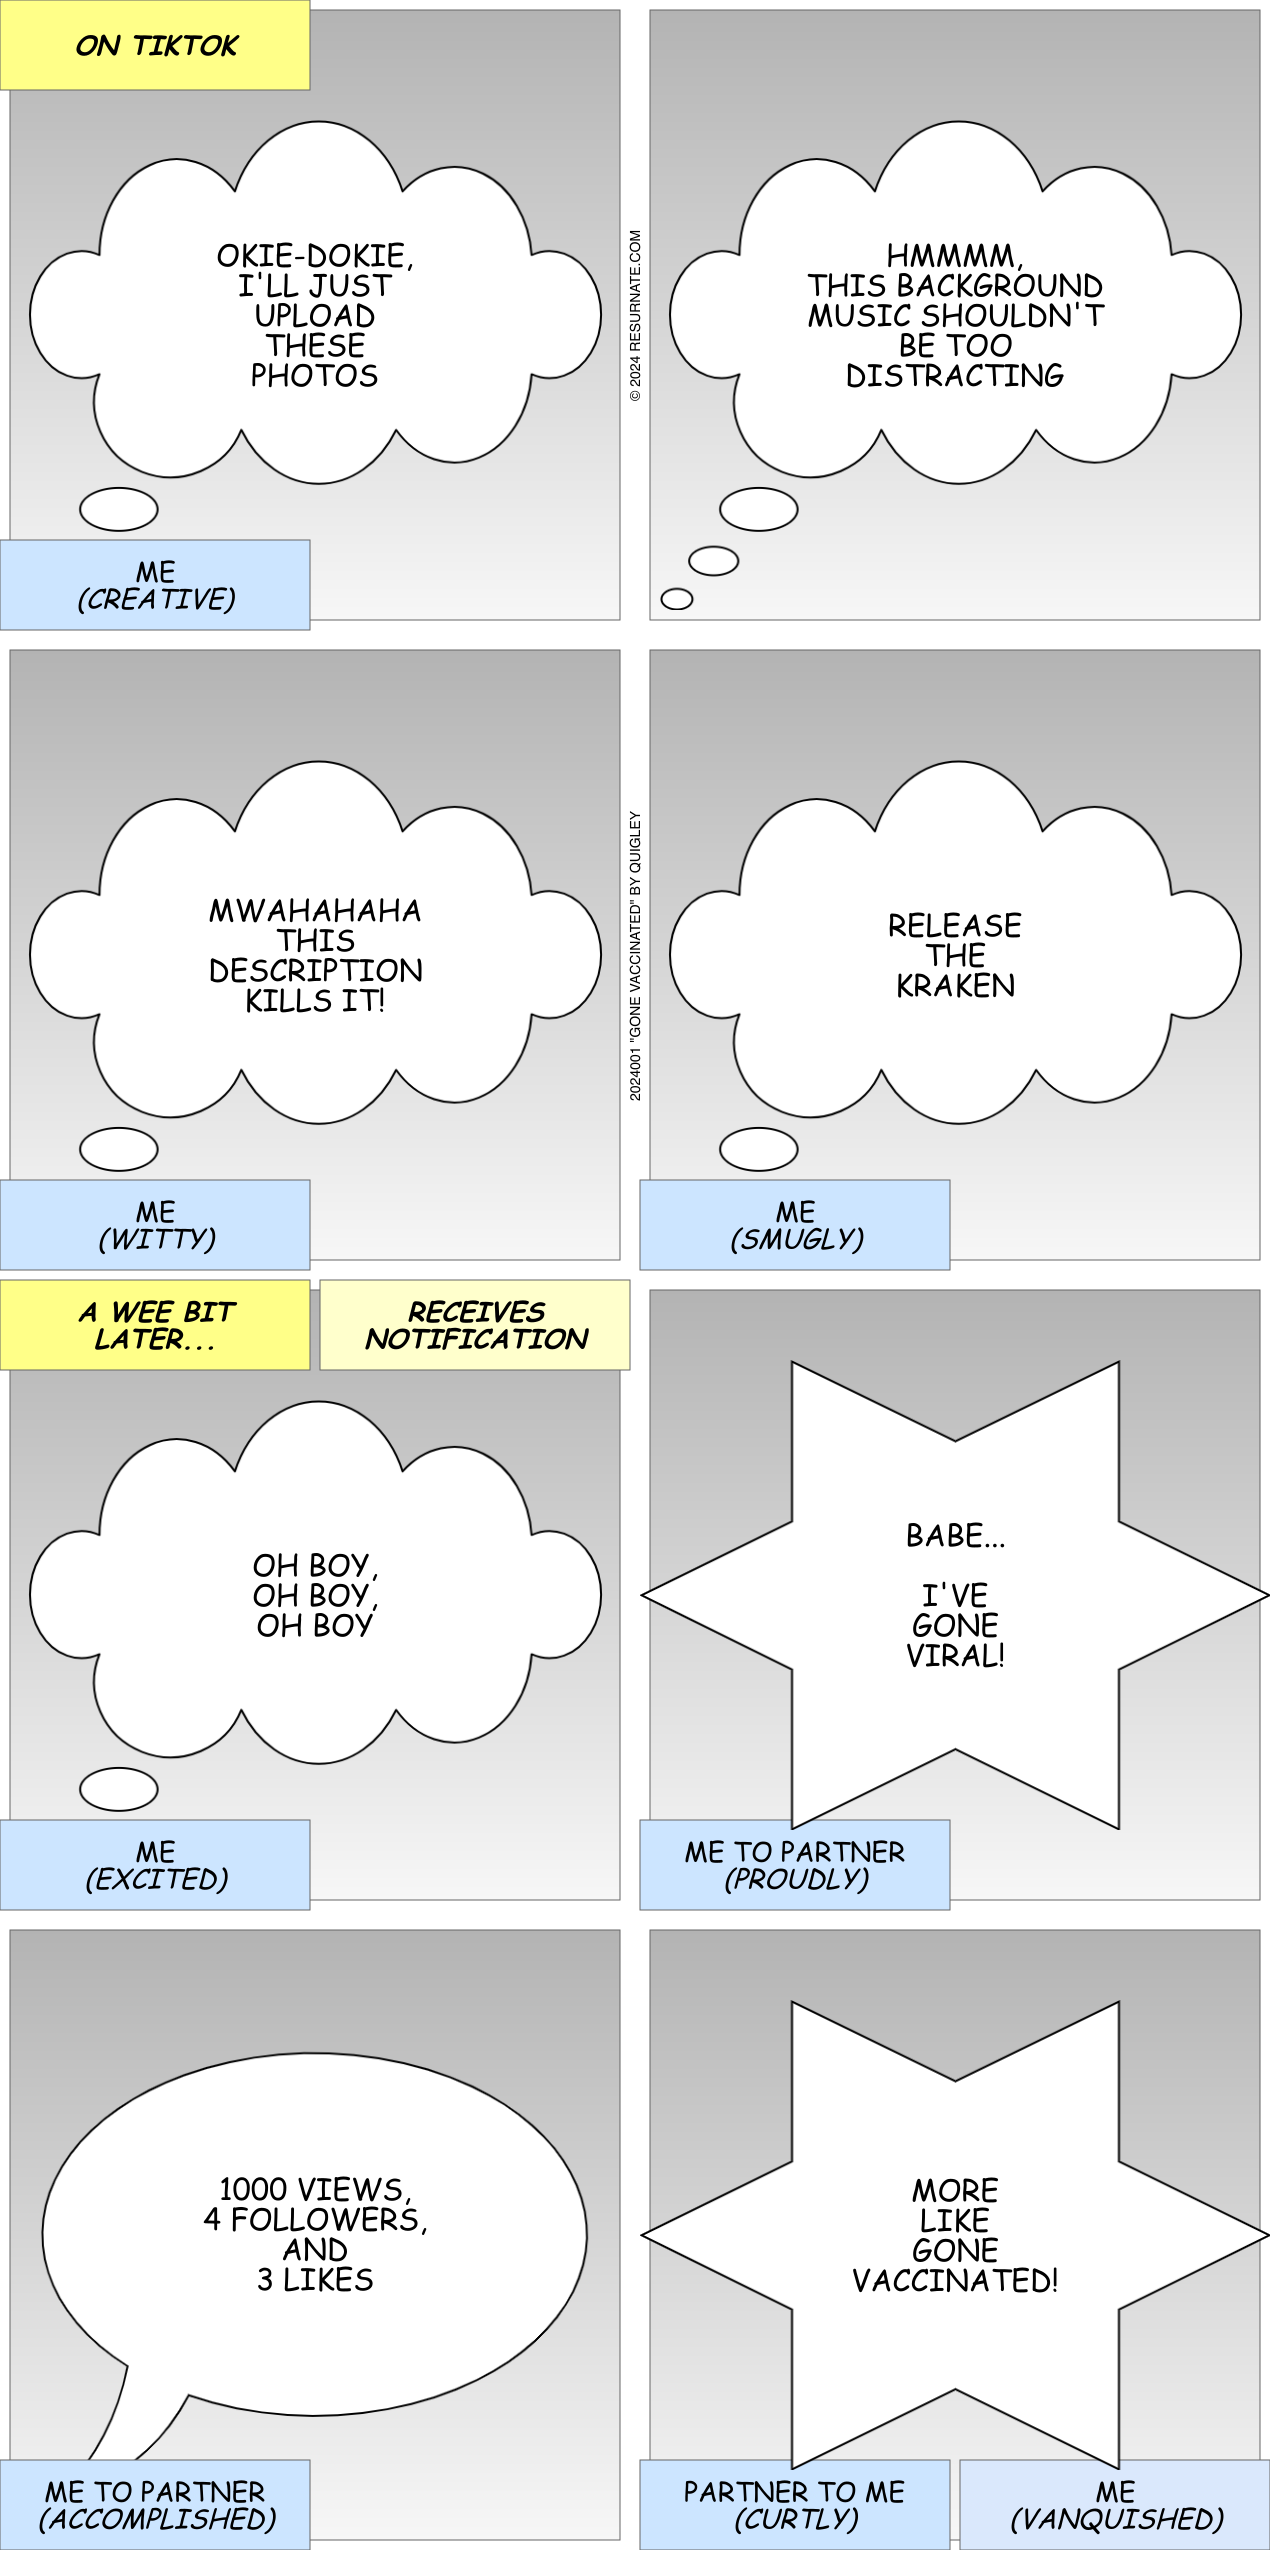 ON TIKTOK
OKIE-DOKIE,
I'LL JUST
UPLOAD
THESE
PHOTOS
ME
(CREATIVE)
© 2024 RESURNATE.COM
HMMMM,
THIS BACKGROUND
MUSIC SHOULDN'T
BE TOO
DISTRACTING
MWAHAHAHA
THIS
DESCRIPTION
KILLS IT!
ME
(WITTY)
2024001 "GONE VACCINATED" BY QUIGLEY
RELEASE
THE
KRAKEN
ME
(SMUGLY)
A WEE BIT
LATER...
RECEIVES
NOTIFICATION
OH BOY,
OH BOY,
OH BOY
ME
(EXCITED)
BABE...
I'VE
GONE
VIRAL!
ME TO PARTNER
(PROUDLY)
1000 VIEWS,
4 FOLLOWERS,
AND
3 LIKES
ME TO PARTNER
(ACCOMPLISHED)
MORE
LIKE
GONE
VACCINATED!
PARTNER TO ME
(CURTLY)
ME
(VANQUISHED)